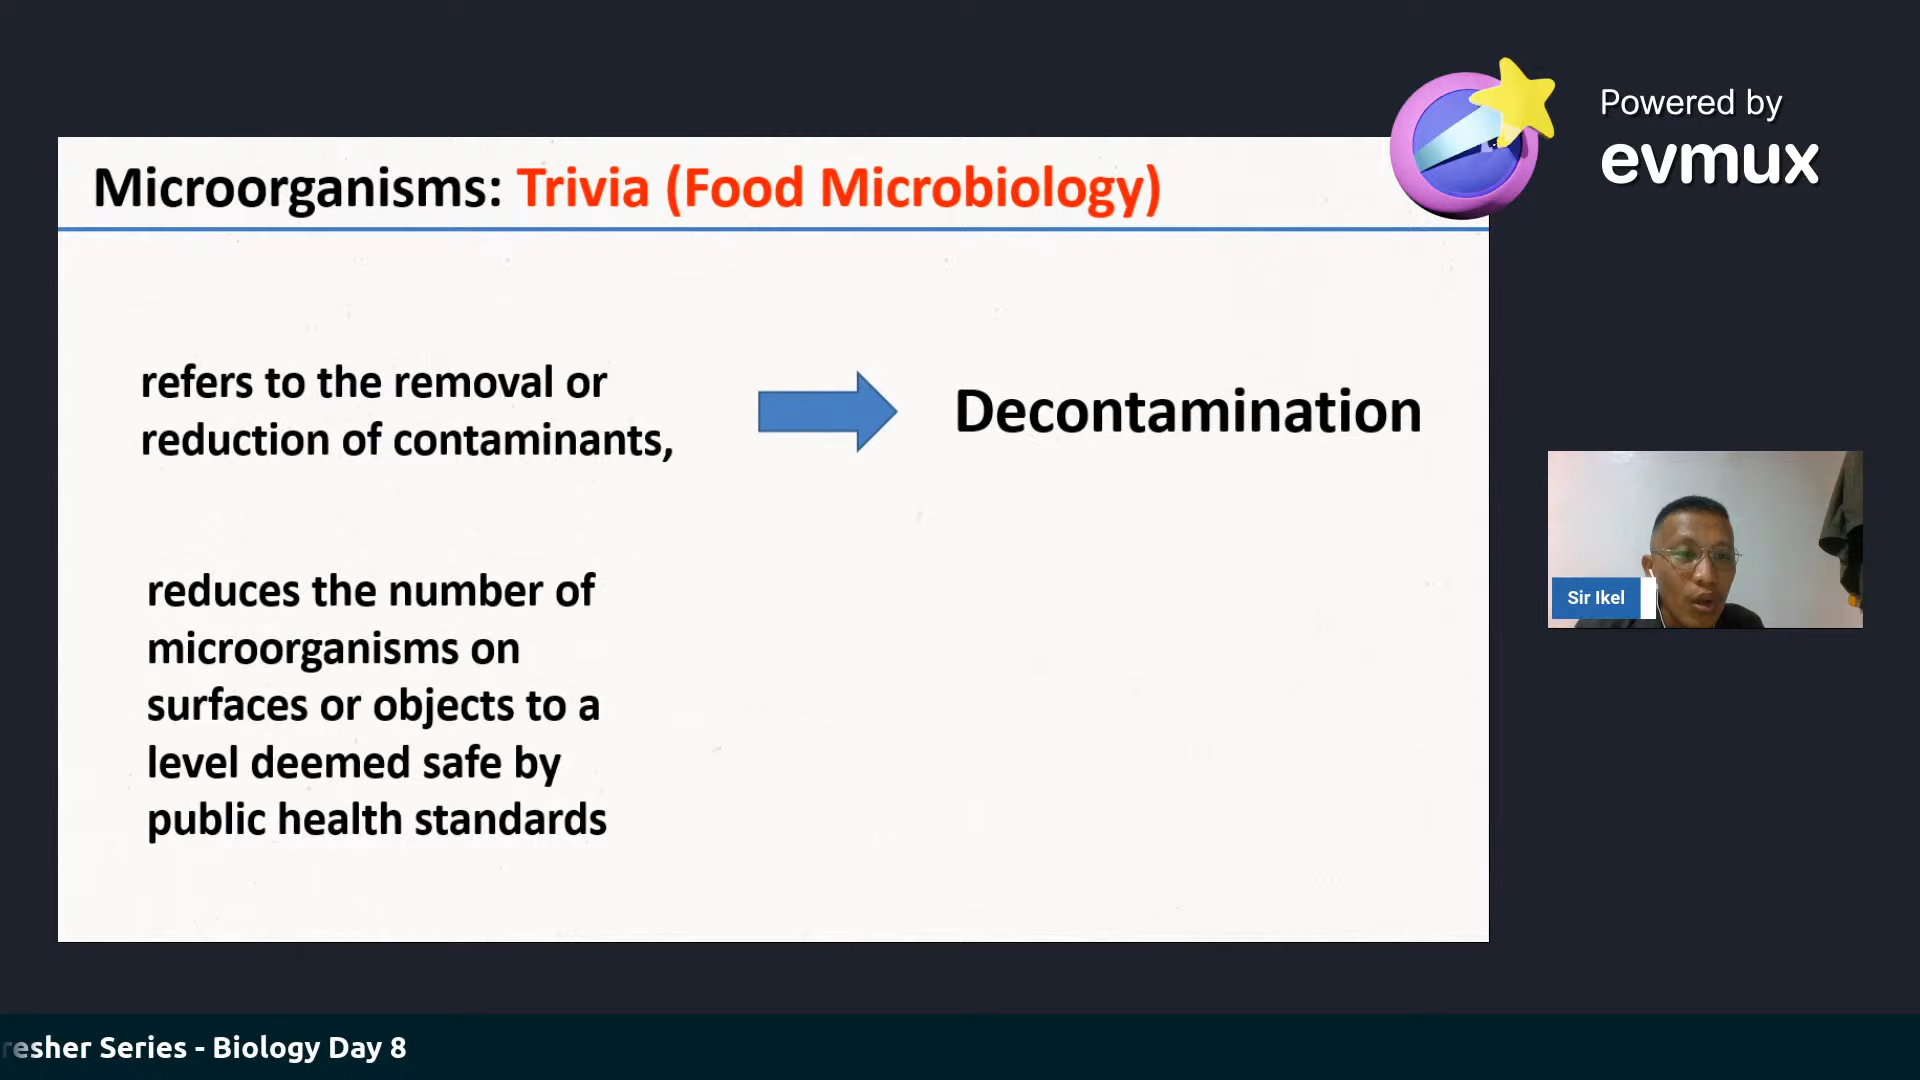 Powered by
evmux
Microorganisms: Trivia (Food Microbiology)
refers to the removal or
reduction of contaminants,
Decontamination
reduces the number of
microorganisms on
surfaces or objects to a
level deemed safe by
public health standards
Sir Ikel
resher Series - Biology Day 8